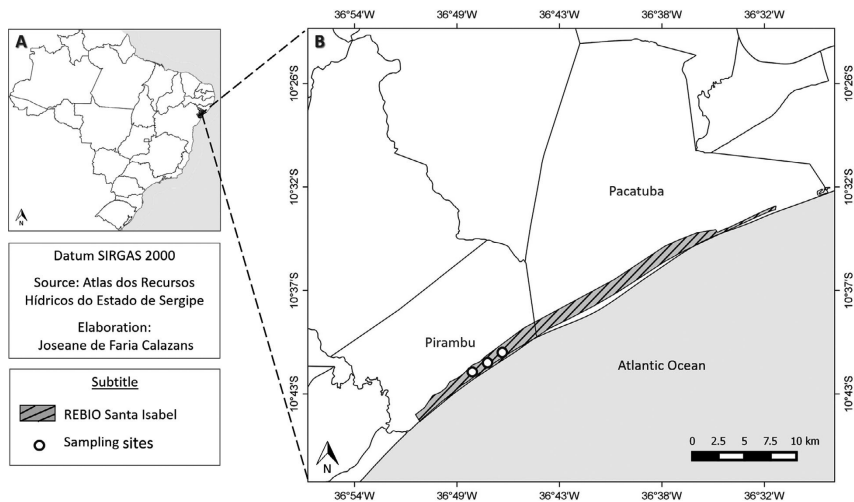 A
N
Datum SIRGAS 2000
Source: Atlas dos Recursos
Hídricos do Estado de Sergipe
Elaboration:
Joseane de Faria Calazans
Subtitle
REBIO Santa Isabel
Sampling sites
36°54'W 36°49'W 36°43'W 36°38'W 36°32'W
B
10°26'S 10°26'S
10°32'S 10°32'S
10°37'S 10°37'S
10°43'S 10°43'S
Pacatuba
Pirambu
Atlantic Ocean
0 2.5 5 7.5 10 km
N
36°54'W 36°49'W 36°43'W 36°38'W 36°32'W